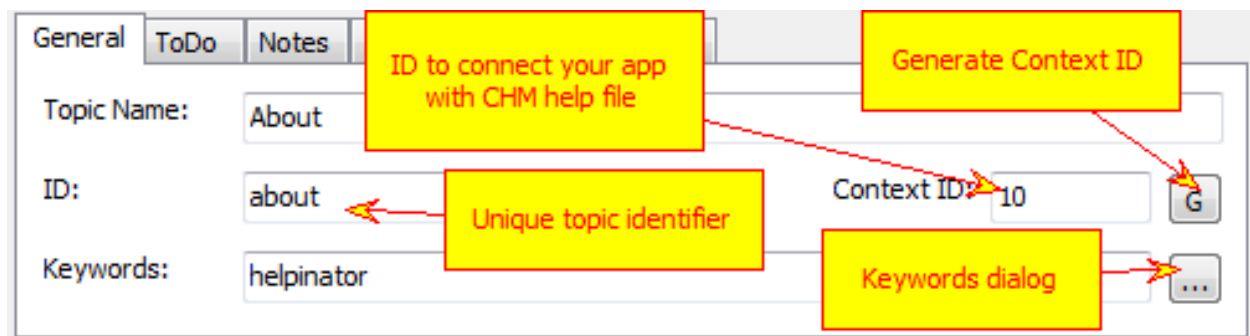 General ToDo Notes
ID to connect your app
with CHM help file
Generate Context ID
Topic Name: About
ID: about
Unique topic identifier
Context ID: 10 G
Keywords: helpinator
Keywords dialog
...